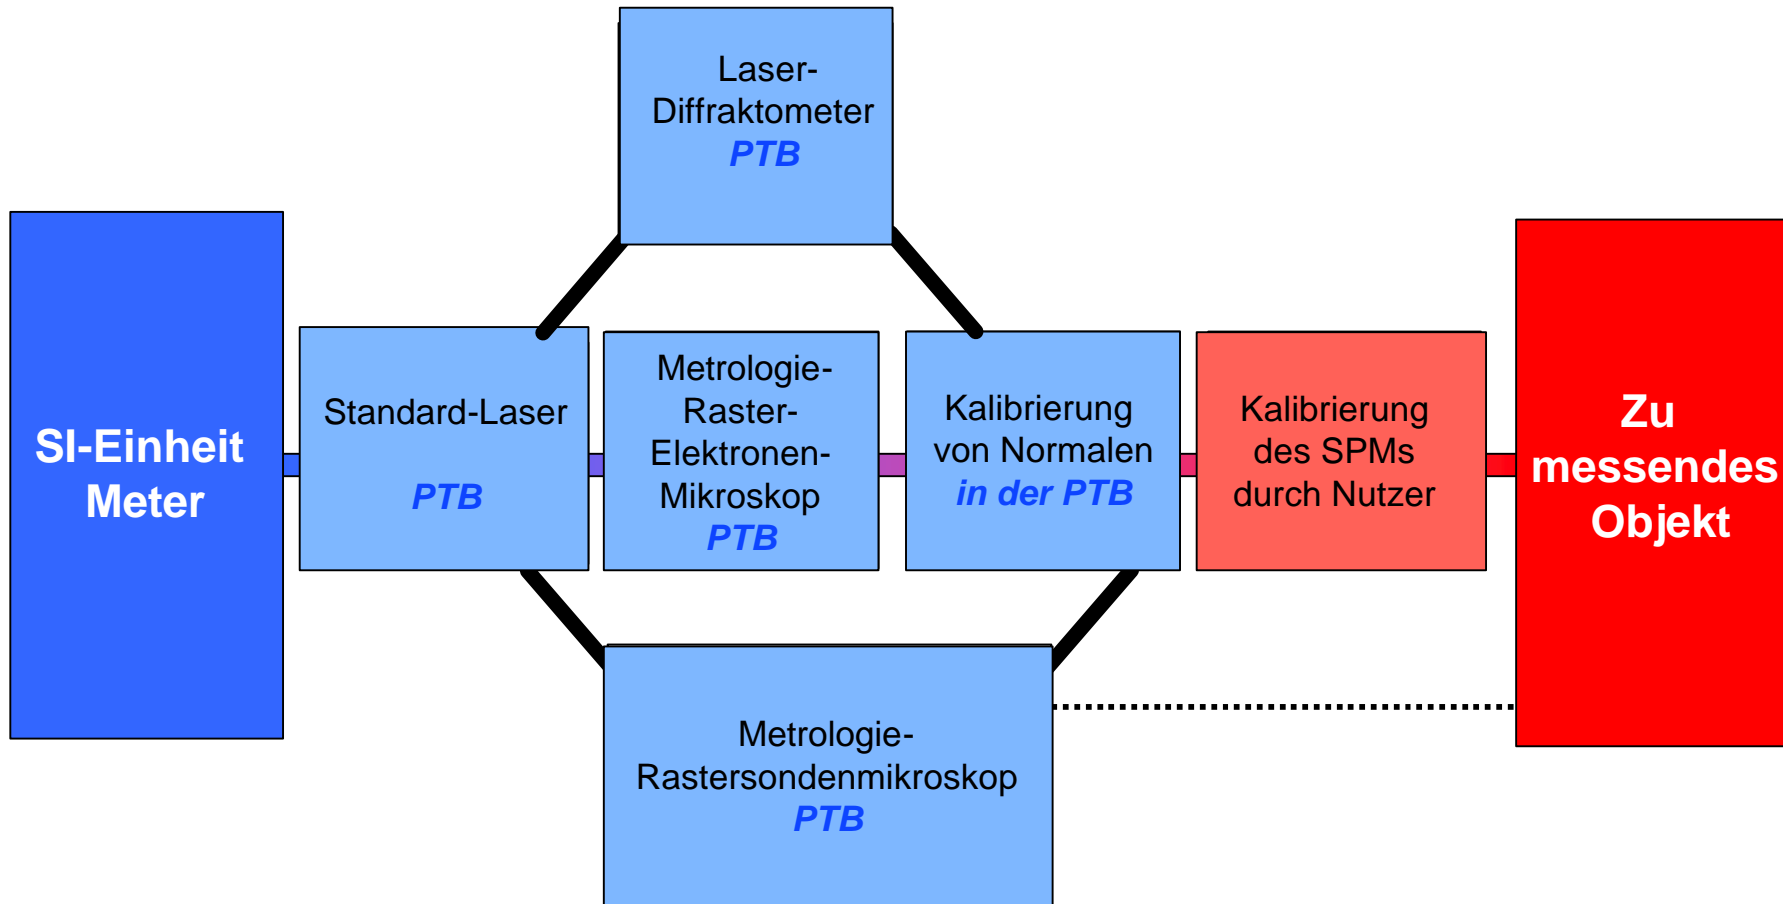 Laser-
Diffraktometer
PTB
SI-Einheit
Meter
Standard-Laser
PTB
Metrologie-
Raster-
Elektronen-
Mikroskop
PTB
Kalibrierung
von Normalen
in der PTB
Kalibrierung
des SPMs
durch Nutzer
Zu
messendes
Objekt
Metrologie-
Rastersondenmikroskop
PTB